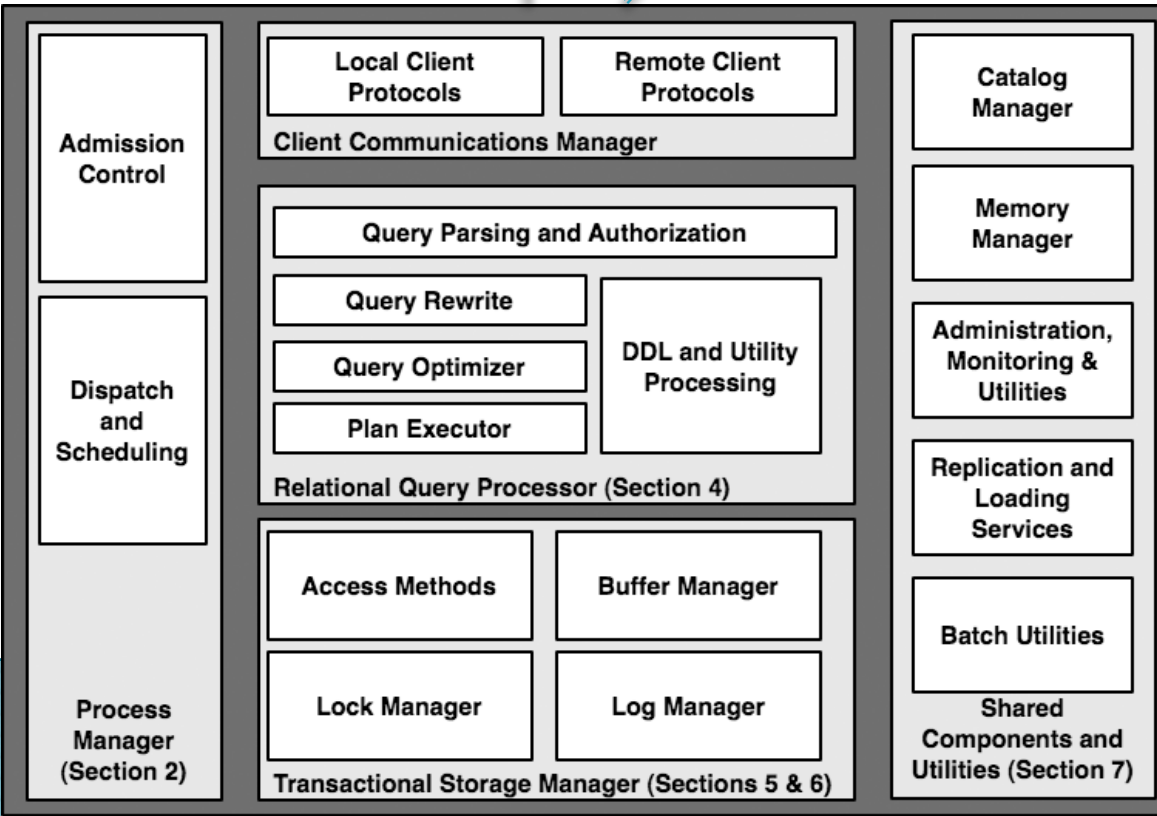 Admission
Control
Dispatch
and
Scheduling
Process
Manager
(Section 2)
Local Client
Protocols
Remote Client
Protocols
Client Communications Manager
Query Parsing and Authorization
Query Rewrite
Query Optimizer
Plan Executor
DDL and Utility
Processing
Relational Query Processor (Section 4)
Access Methods
Buffer Manager
Lock Manager
Log Manager
Transactional Storage Manager (Sections 5 & 6)
Catalog
Manager
Memory
Manager
Administration,
Monitoring &
Utilities
Replication and
Loading
Services
Batch Utilities
Shared
Components and
Utilities (Section 7)